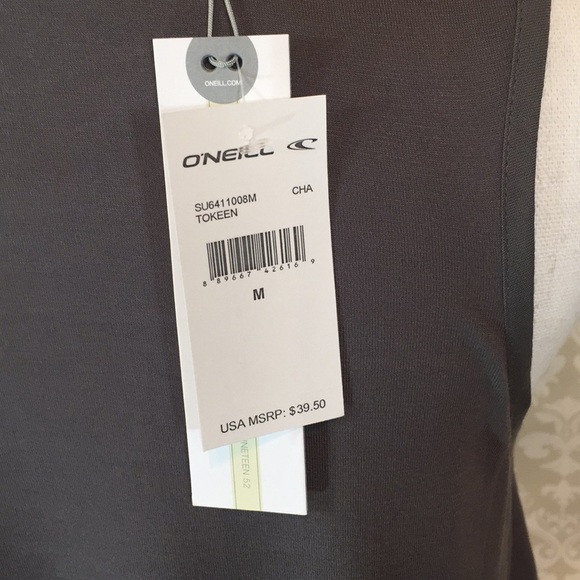 ONEILL.COM
O'NEILL
SU6411008M CHA
TOKEEN
8 89667 42616 9
M
USA MSRP: $39.50
NETEEN 62